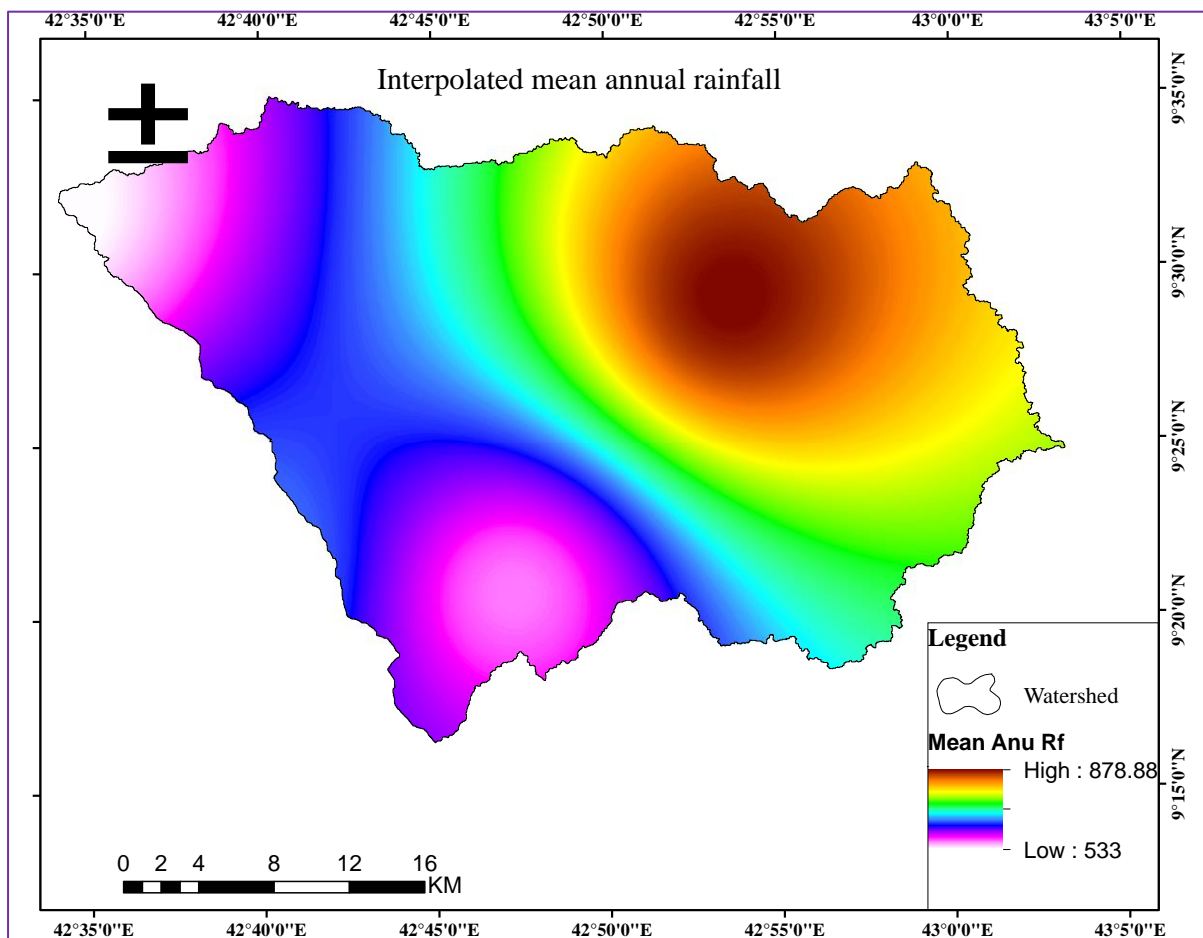 42°35'0"E 42°40'0"E 42°45'0"E 42°50'0"E 42°55'0"E 43°0'0"E 43°5'0"E
Interpolated mean annual rainfall
9°35'0"N
9°30'0"N
9°25'0"N
9°20'0"N
9°15'0"N
Legend
Watershed
Mean Anu Rf
High : 878.88
Low : 533
0 2 4 8 12 16
KM
42°35'0"E 42°40'0"E 42°45'0"E 42°50'0"E 42°55'0"E 43°0'0"E 43°5'0"E